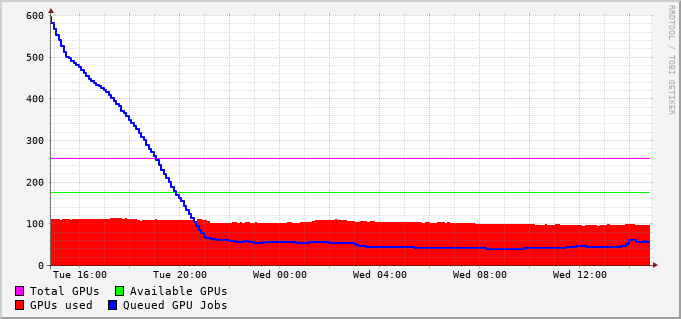 600
500
400
300
200
100
0
Tue 16:00 Tue 20:00 Wed 00:00 Wed 04:00 Wed 08:00 Wed 12:00
Total GPUs Available GPUs
GPUs used Queued GPU Jobs
RRDTOOL / TOBI OETIKER